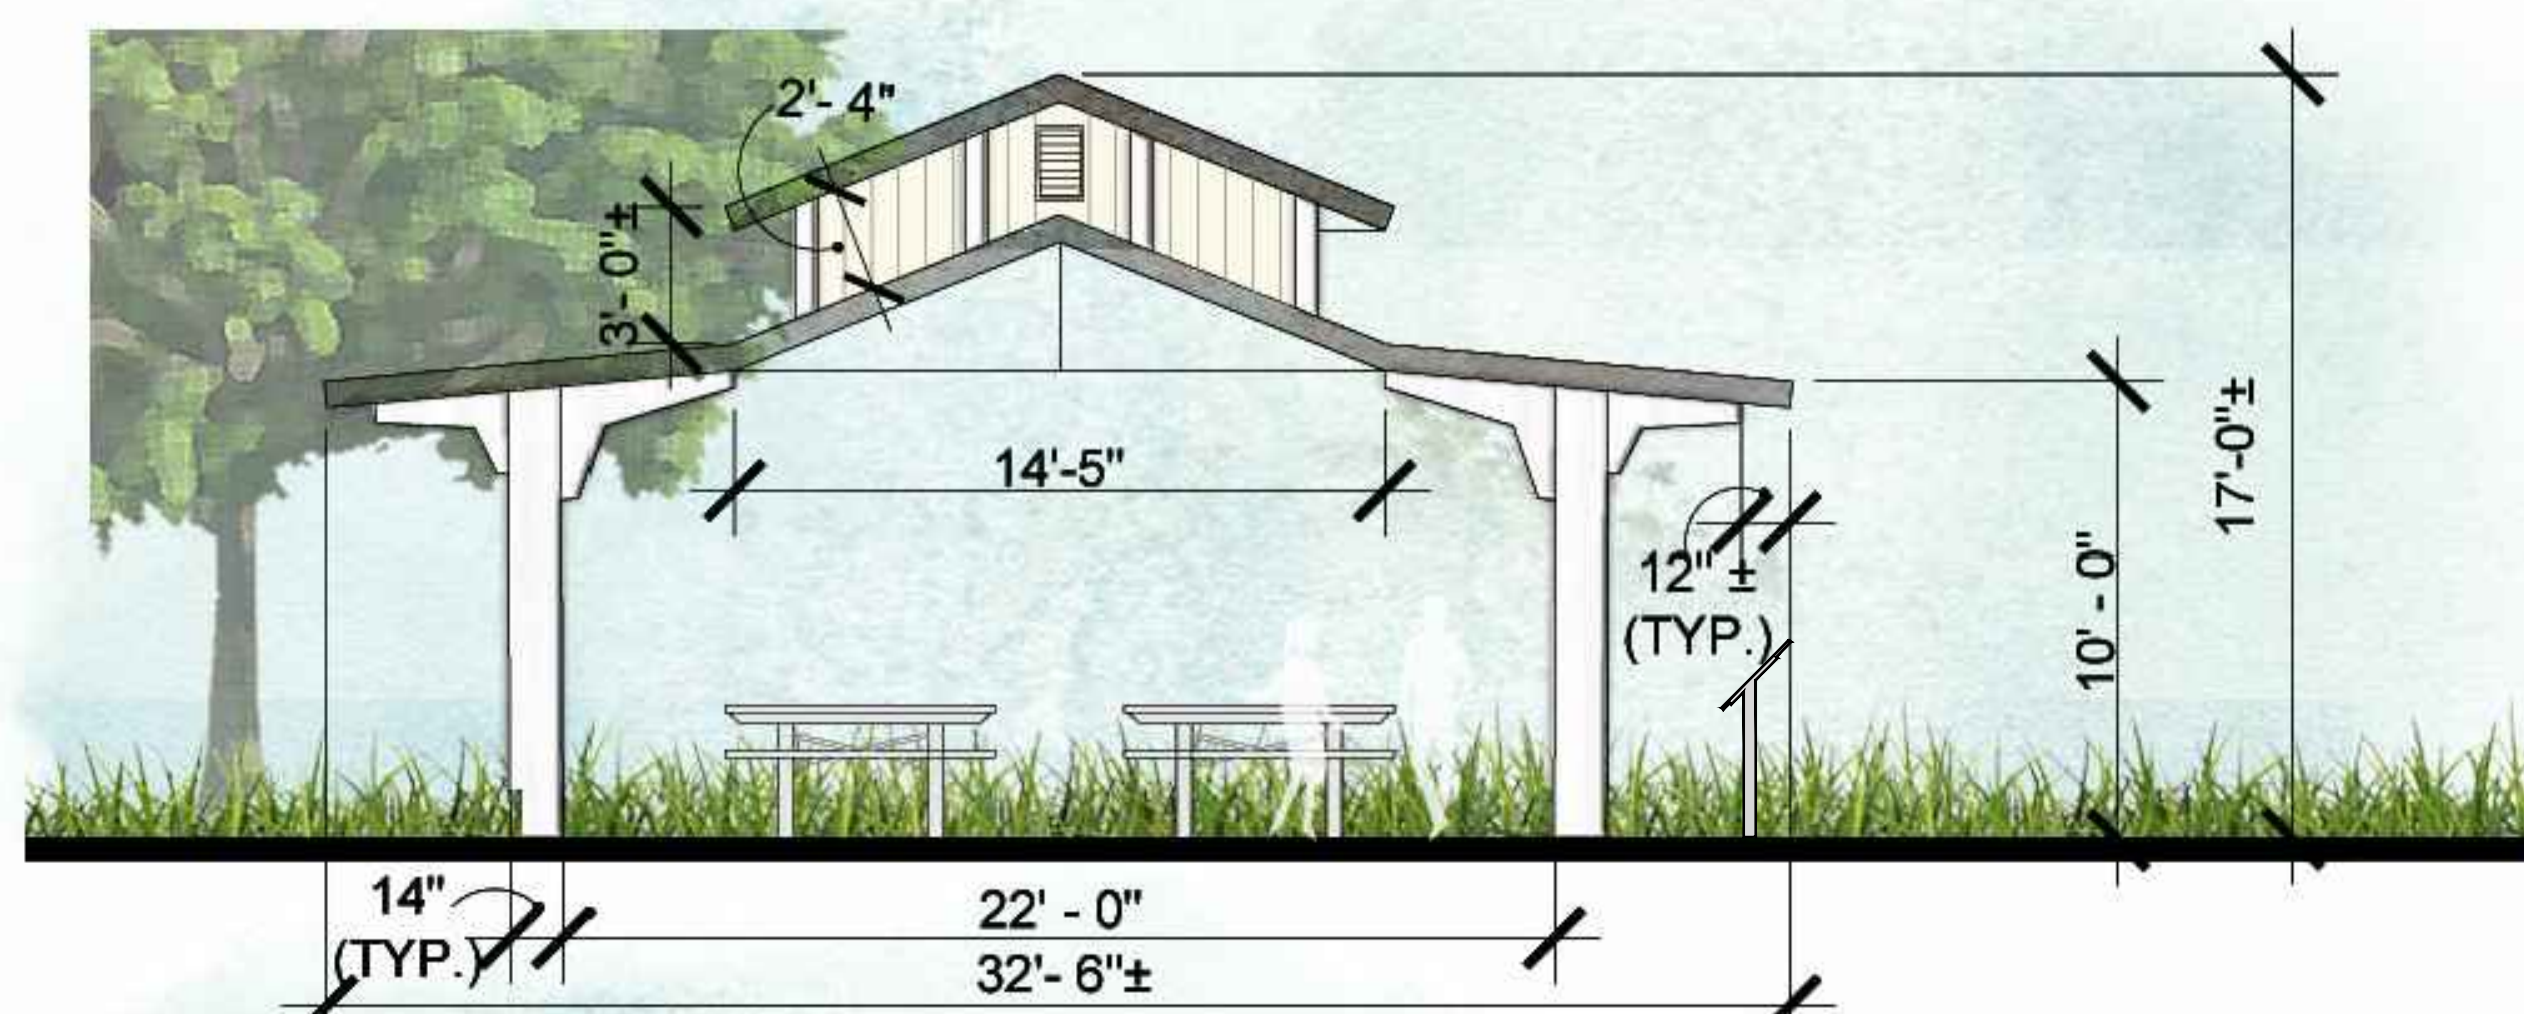 2'- 4"
3'- 0"±
14'-5"
12" ±
(TYP.)
10' - 0"
17'-0"±
14"
(TYP.)
22' - 0"
32'- 6"±